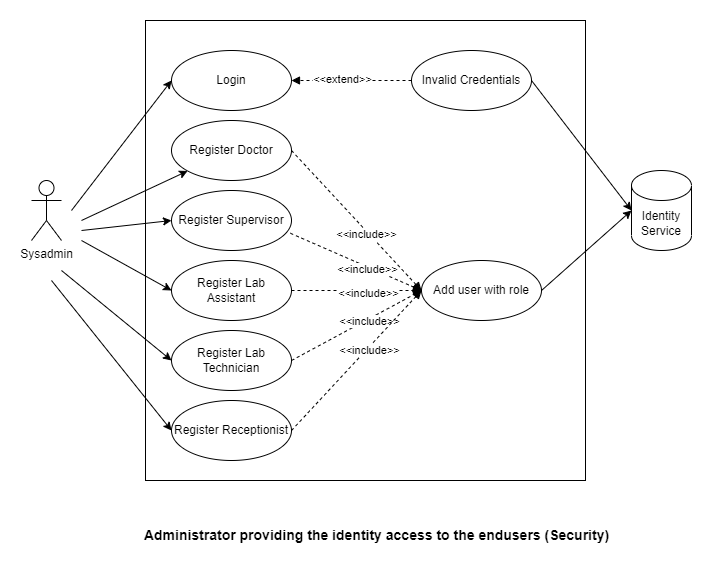 Login
<<extend>>
Invalid Credentials
Register Doctor
Register Supervisor
<<include>>
Identity
Service
Sysadmin
<<include>>
Register Lab
Assistant
<<include>>
Add user with role
<<include>>
Register Lab
Technician
<<include>>
Register Receptionist
Administrator providing the identity access to the endusers (Security)